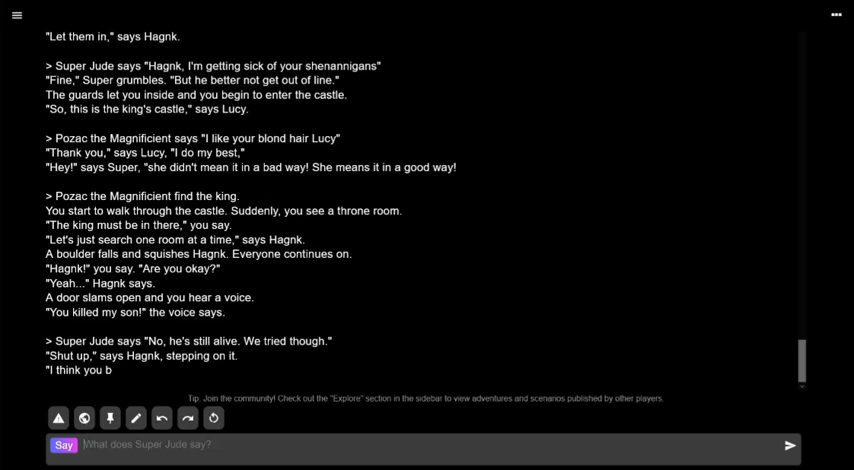 "Let them in," says Hagnk.
> Super Jude says "Hagnk, I'm getting sick of your shenannigans"
"Fine," Super grumbles. "But he better not get out of line."
The guards let you inside and you begin to enter the castle.
"So, this is the king's castle," says Lucy.
> Pozac the Magnificient says "I like your blond hair Lucy"
"Thank you," says Lucy, "I do my best,"
"Hey!" says Super, "she didn't mean it in a bad way! She means it in a good way!
> Pozac the Magnificient find the king.
You start to walk through the castle. Suddenly, you see a throne room.
"The king must be in there," you say.
"Let's just search one room at a time," says Hagnk.
A boulder falls and squishes Hagnk. Everyone continues on.
"Hagnk!" you say. "Are you okay?"
"Yeah..." Hagnk says.
A door slams open and you hear a voice.
"You killed my son!" the voice says.
> Super Jude says "No, he's still alive. We tried though."
"Shut up," says Hagnk, stepping on it.
"I think you b
Tip: Join the community! Check out the "Explore" section in the sidebar to view adventures and scenarios published by other players.
Say What does Super Jude say?